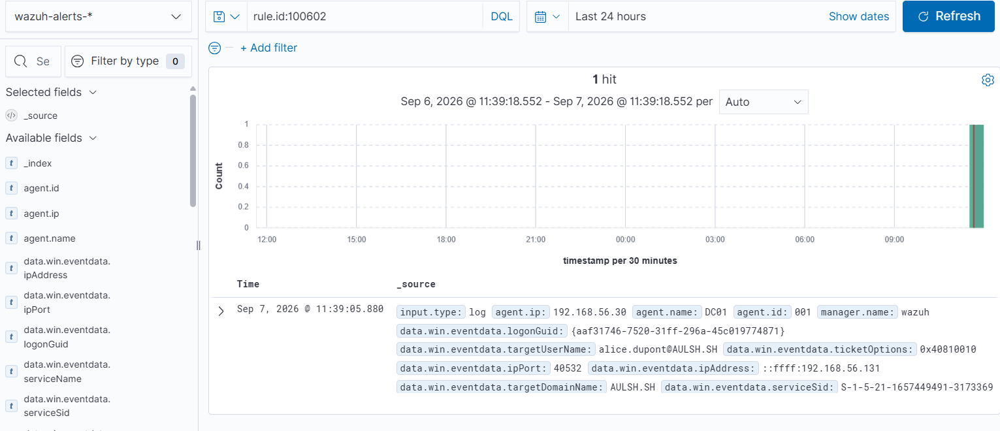 wazuh-alerts-*
rule.id:100602 DQL Last 24 hours Show dates Refresh
+ Add filter
Se Filter by type 0
Selected fields
_source
Available fields
_index
agent.id
agent.ip
agent.name
data.win.eventdata.
ipAddress
data.win.eventdata.
ipPort
data.win.eventdata.
logonGuid
data.win.eventdata.
serviceName
data.win.eventdata.
serviceSid
1 hit
Sep 6, 2026 @ 11:39:18.552 - Sep 7, 2026 @ 11:39:18.552 per Auto
Count
1
0.8
0.6
0.4
0.2
0
12:00 15:00 18:00 21:00 00:00 03:00 06:00 09:00
timestamp per 30 minutes
Time _source
Sep 7, 2026 @ 11:39:05.880 input.type: log agent.ip: 192.168.56.30 agent.name: DC01 agent.id: 001 manager.name: wazuh
data.win.eventdata.logonGuid: {aaf31746-7520-31ff-296a-45c019774871}
data.win.eventdata.targetUserName: alice.dupont@AULSH.SH data.win.eventdata.ticketOptions: 0x40810010
data.win.eventdata.ipPort: 40532 data.win.eventdata.ipAddress: ::ffff:192.168.56.131
data.win.eventdata.targetDomainName: AULSH.SH data.win.eventdata.serviceSid: S-1-5-21-1657449491-3173369